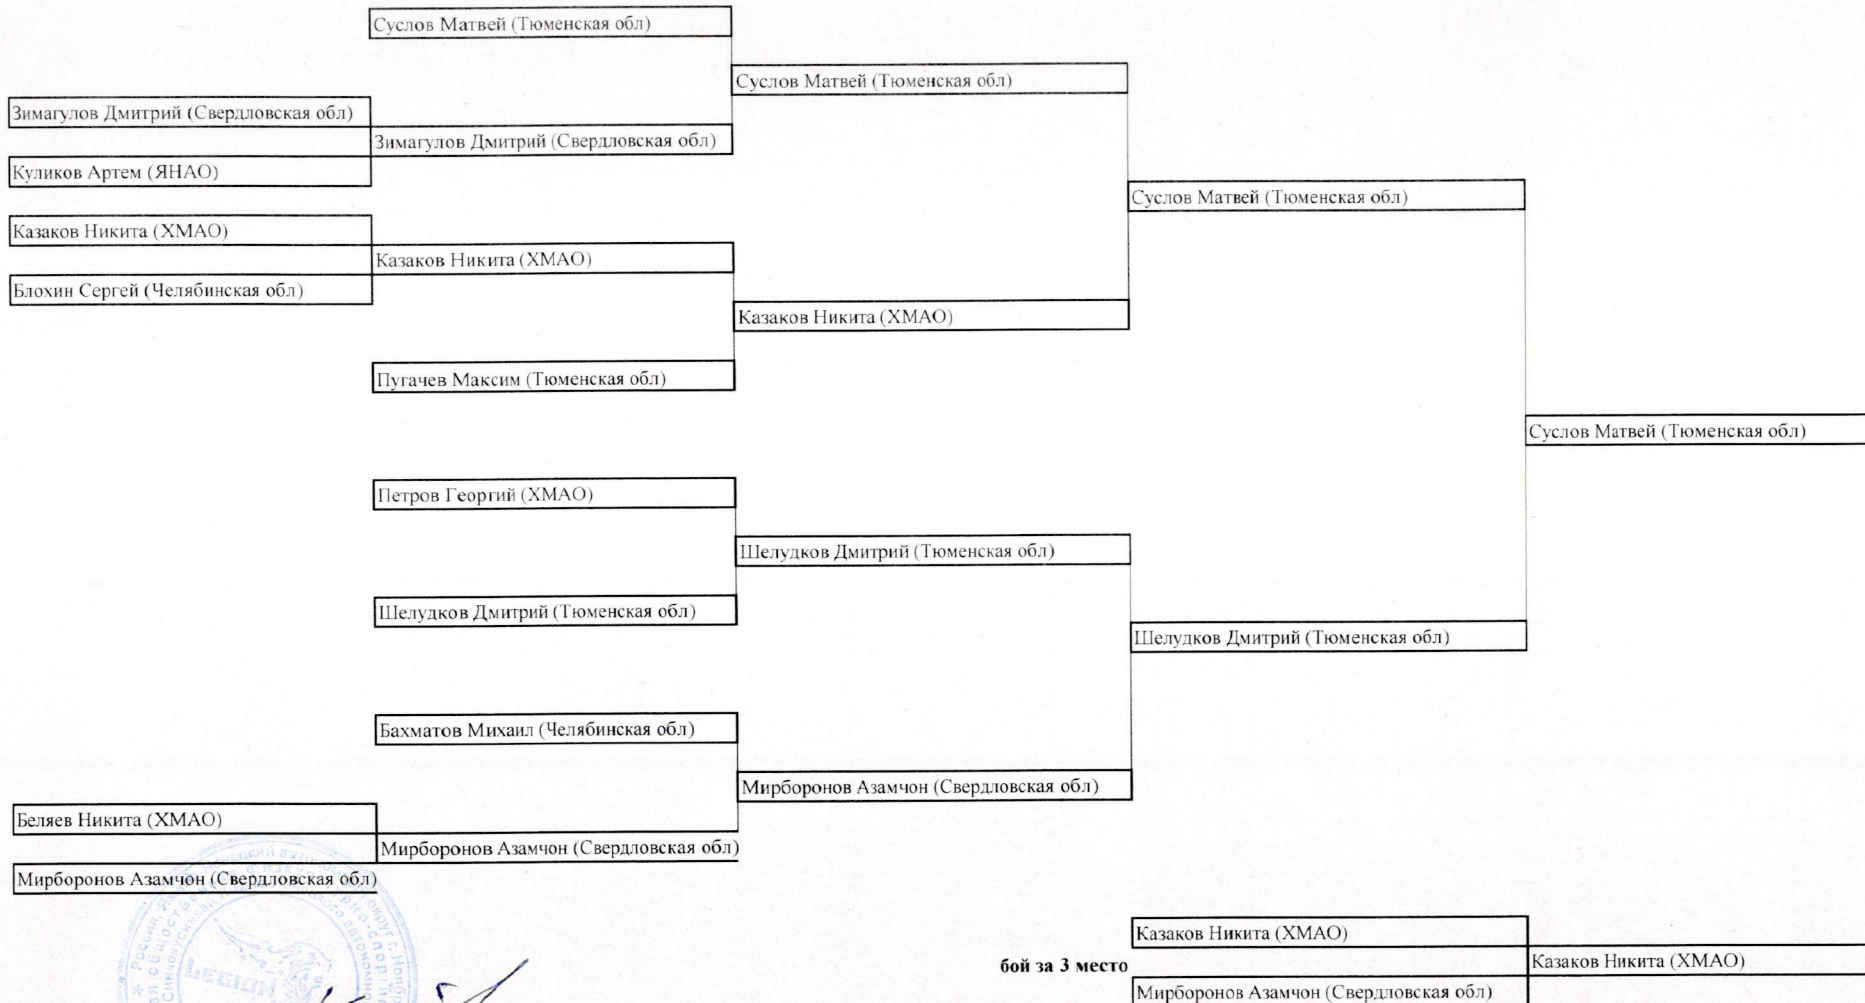 Суслов Матвей (Тюменская обл)
Суслов Матвей (Тюменская обл)
Зимагулов Дмитрий (Свердловская обл)
Зимагулов Дмитрий (Свердловская обл)
Куликов Артем (ЯНАО)
Суслов Матвей (Тюменская обл)
Казаков Никита (ХМАО)
Казаков Никита (ХМАО)
Блохин Сергей (Челябинская обл)
Казаков Никита (ХМАО)
Пугачев Максим (Тюменская обл)
Суслов Матвей (Тюменская обл)
Петров Георгий (ХМАО)
Шелудков Дмитрий (Тюменская обл)
Шелудков Дмитрий (Тюменская обл)
Шелудков Дмитрий (Тюменская обл)
Бахматов Михаил (Челябинская обл)
Мирборонов Азамчон (Свердловская обл)
Беляев Никита (ХМАО)
Мирборонов Азамчон (Свердловская обл)
Мирборонов Азамчон (Свердловская обл)
Казаков Никита (ХМАО)
бой за 3 место
Казаков Никита (ХМАО)
Мирборонов Азамчон (Свердловская обл)
LEGION